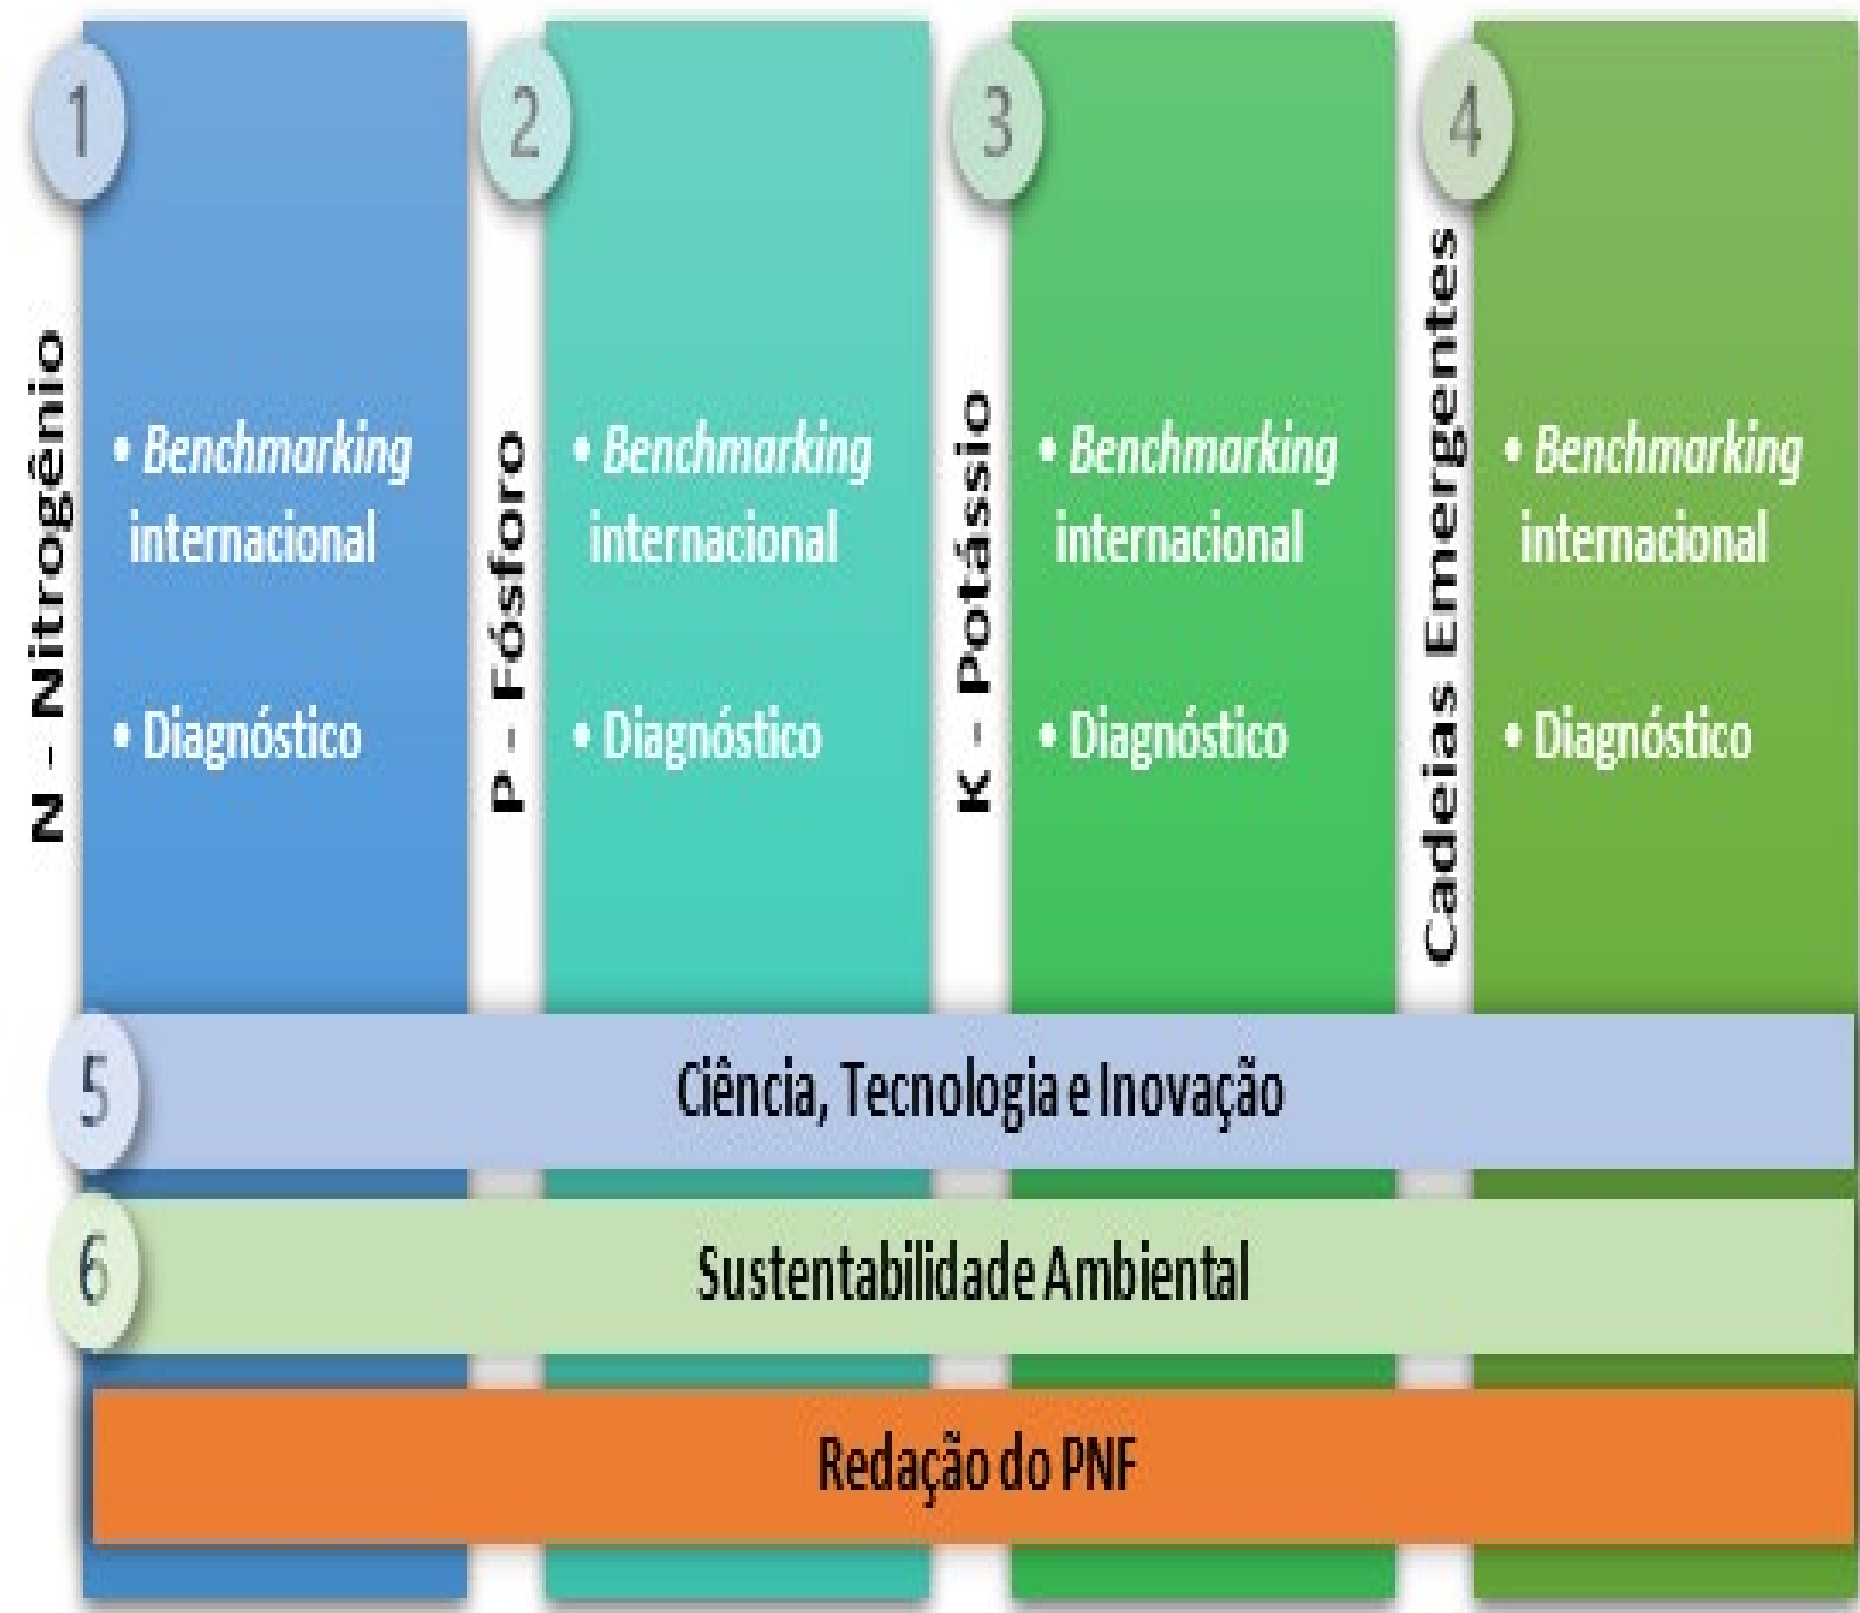 1
N - Nitrogênio
• Benchmarking
internacional
• Diagnóstico
2
P - Fósforo
• Benchmarking
internacional
• Diagnóstico
3
K - Potássio
• Benchmarking
internacional
• Diagnóstico
4
Cadeias Emergentes
• Benchmarking
internacional
• Diagnóstico
5
Ciência, Tecnologia e Inovação
6
Sustentabilidade Ambiental
Redação do PNF